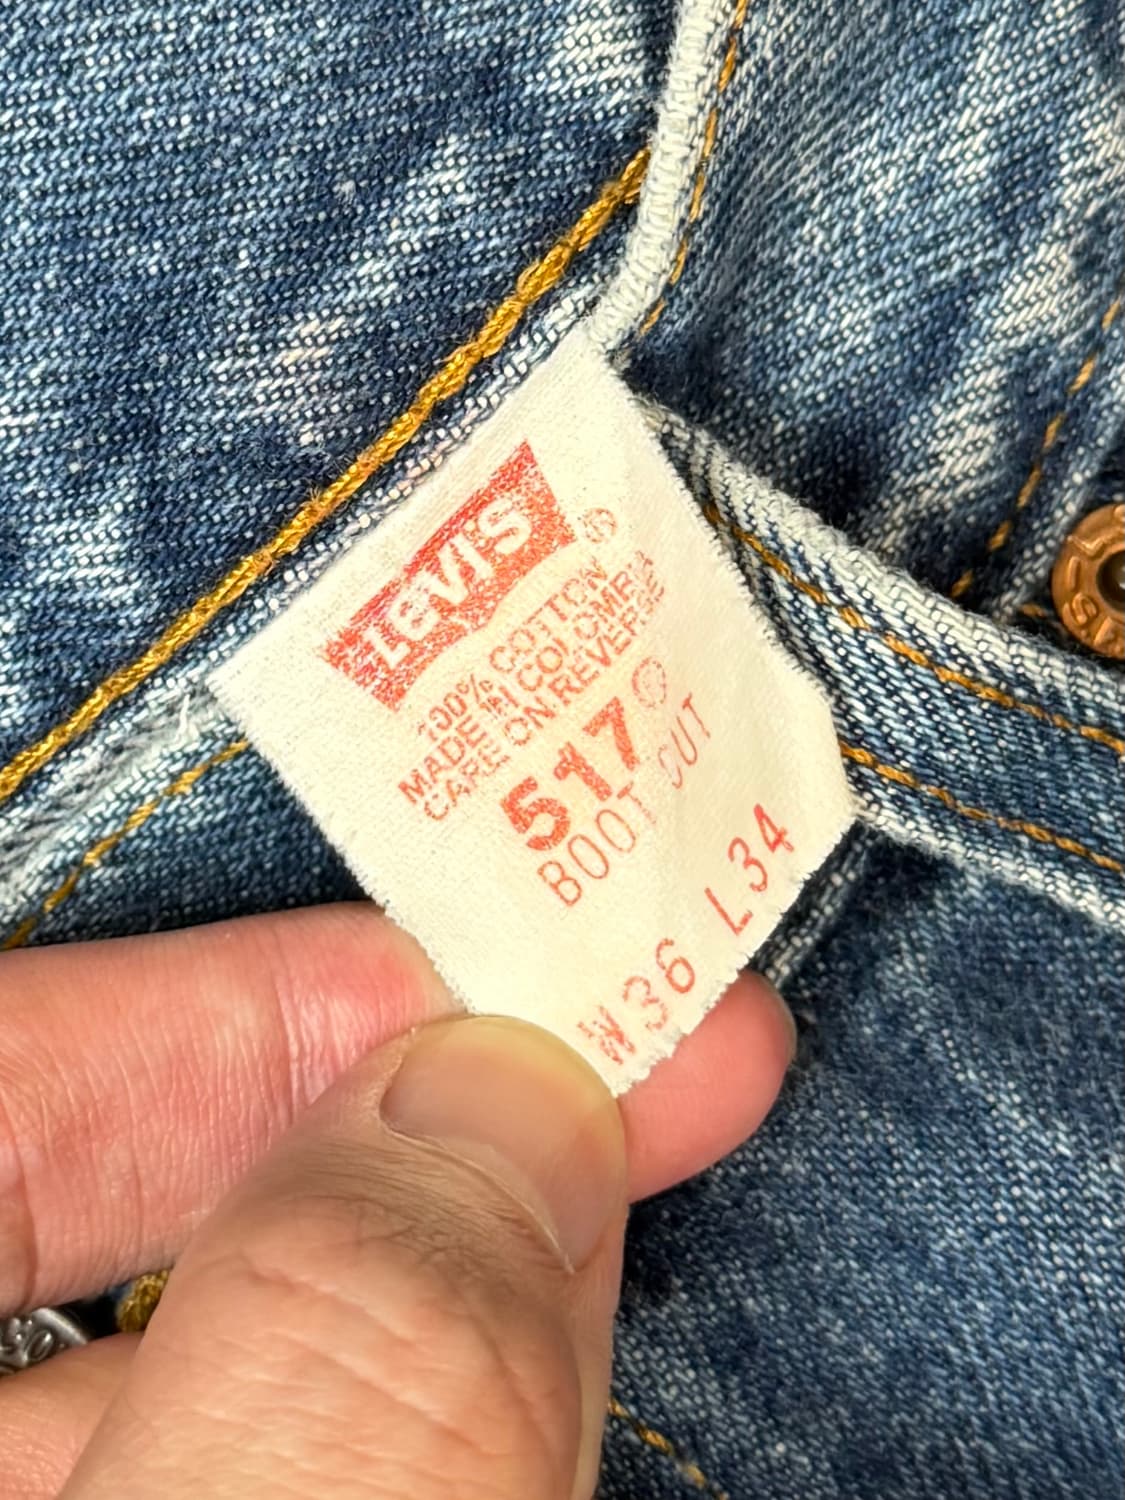 LEVI'S ®
100% COTTON
MADE IN COLOMBIA
CARE ON REVERSE
517®
BOOT CUT
W36 L34